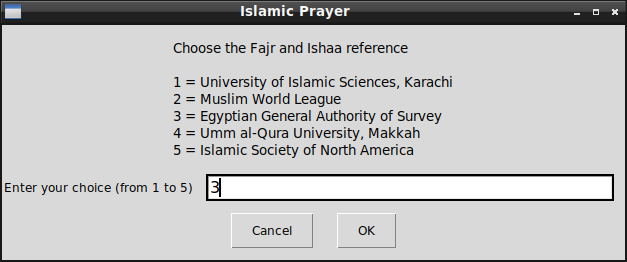 Islamic Prayer
Choose the Fajr and Ishaa reference
1 = University of Islamic Sciences, Karachi
2 = Muslim World League
3 = Egyptian General Authority of Survey
4 = Umm al-Qura University, Makkah
5 = Islamic Society of North America
Enter your choice (from 1 to 5) 3
Cancel OK